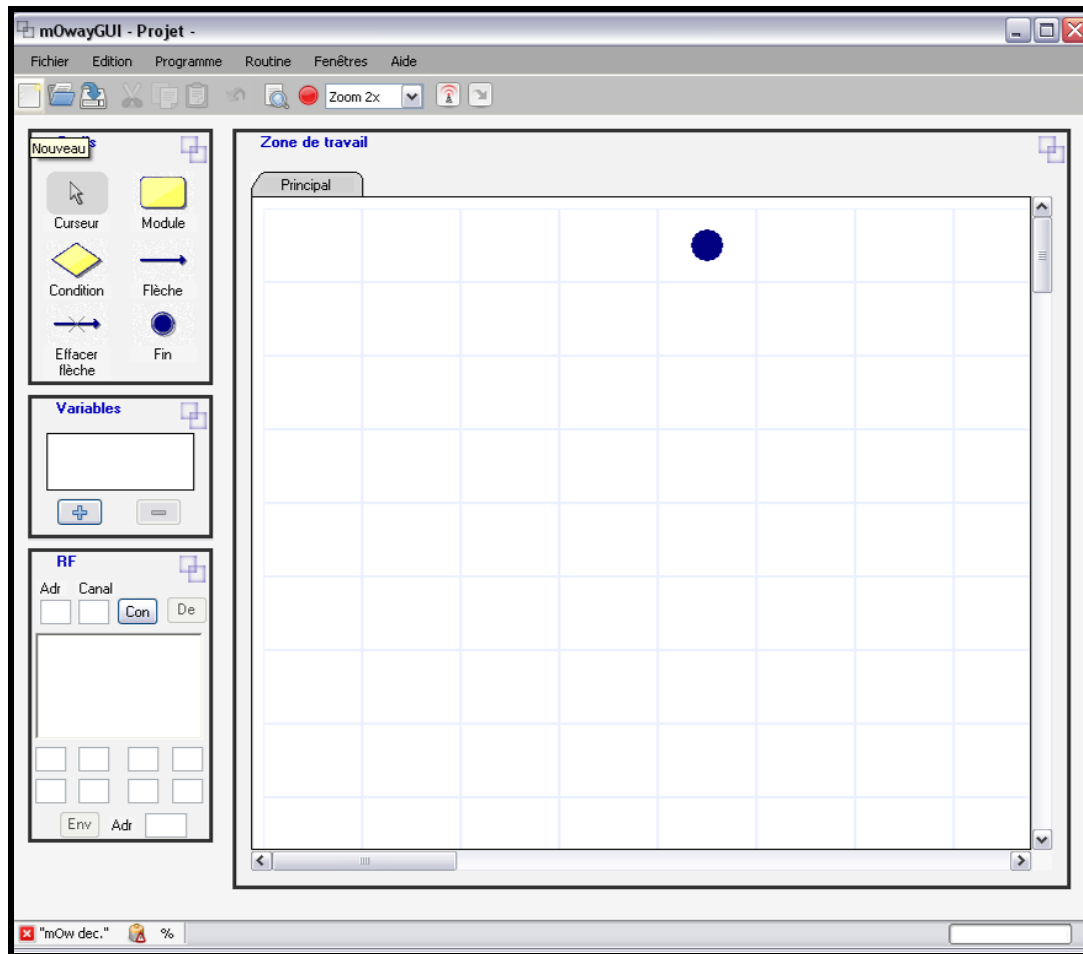 mOwayGUI - Projet -
Fichier Edition Programme Routine Fenêtres Aide
Zoom 2x
Nouveau
Curseur Module
Condition Flèche
Effacer flèche Fin
Variables
RF
Adr Canal
Con De
Env Adr
Zone de travail
Principal
"mOw dec." %